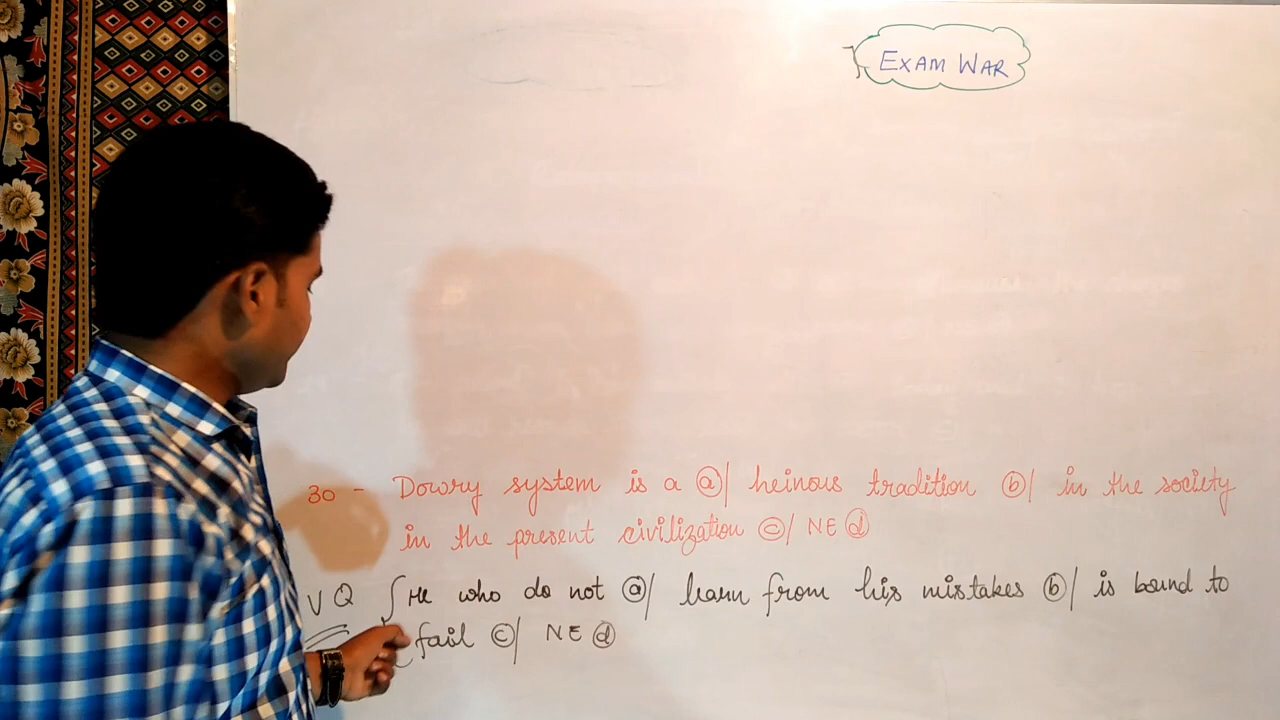 EXAM WAR
30 - Dowry system is a ⓐ/ heinous tradition ⓑ/ in the society
in the present civilization ⓒ/ NE ⓓ
V Q He who do not ⓐ/ learn from his mistakes ⓑ/ is bound to
fail ⓒ/ NE ⓓ